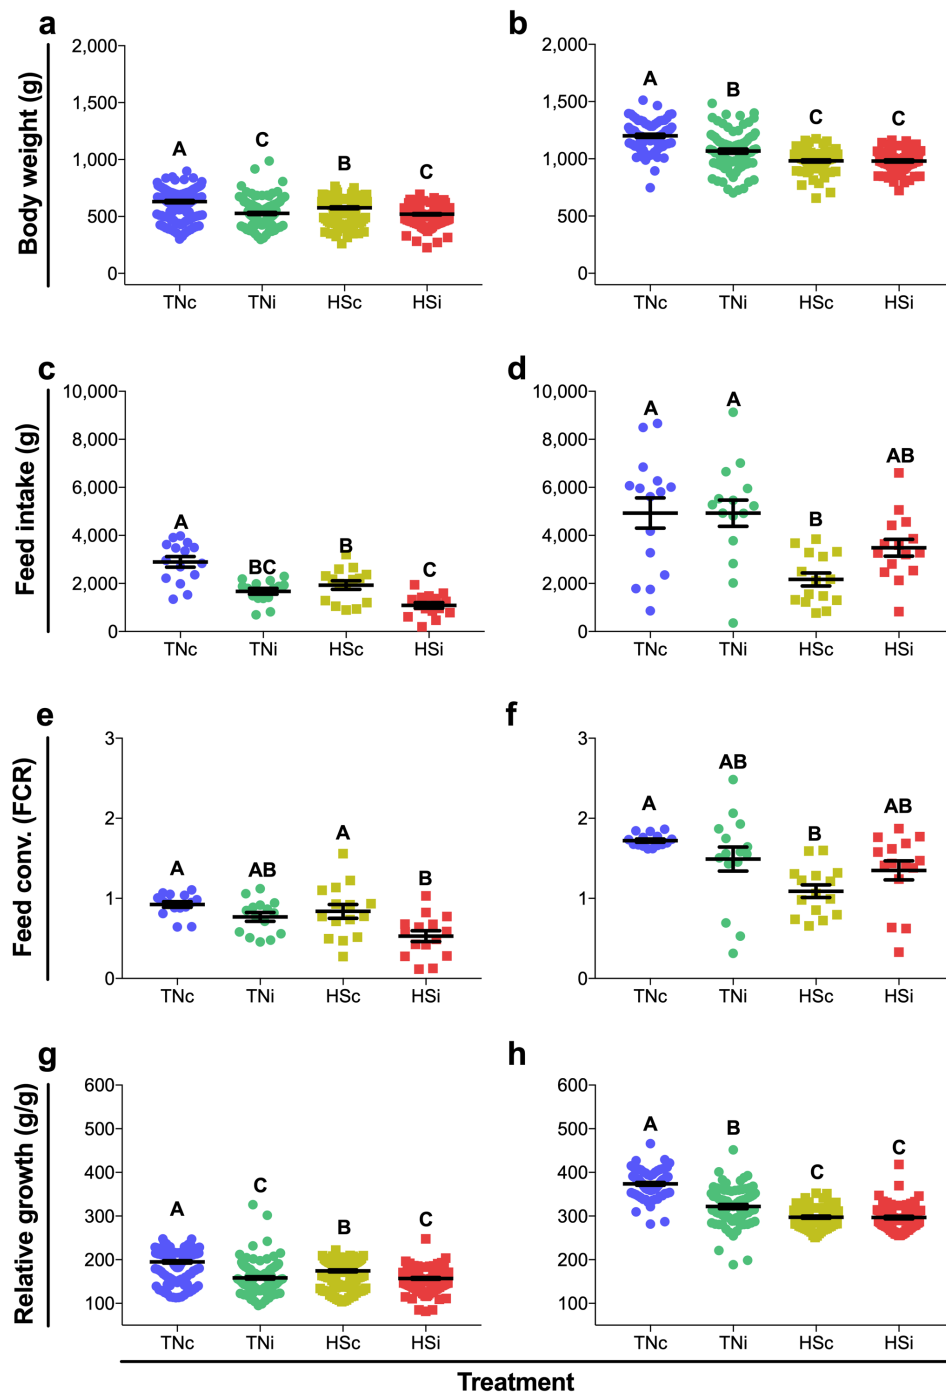 a
b
Body weight (g)
2,000
1,500
1,000
500
0
A
C
B
C
TNc TNi HSc HSi
2,000
1,500
1,000
500
0
A
B
C
C
TNc TNi HSc HSi
c
d
Feed intake (g)
10,000
8,000
6,000
4,000
2,000
0
A
BC
B
C
TNc TNi HSc HSi
10,000
8,000
6,000
4,000
2,000
0
A
A
B
AB
TNc TNi HSc HSi
e
f
Feed conv. (FCR)
3
2
1
0
A
AB
A
B
TNc TNi HSc HSi
3
2
1
0
A
AB
B
AB
TNc TNi HSc HSi
g
h
Relative growth (g/g)
600
500
400
300
200
100
A
C
B
C
TNc TNi HSc HSi
600
500
400
300
200
100
A
B
C
C
TNc TNi HSc HSi
Treatment